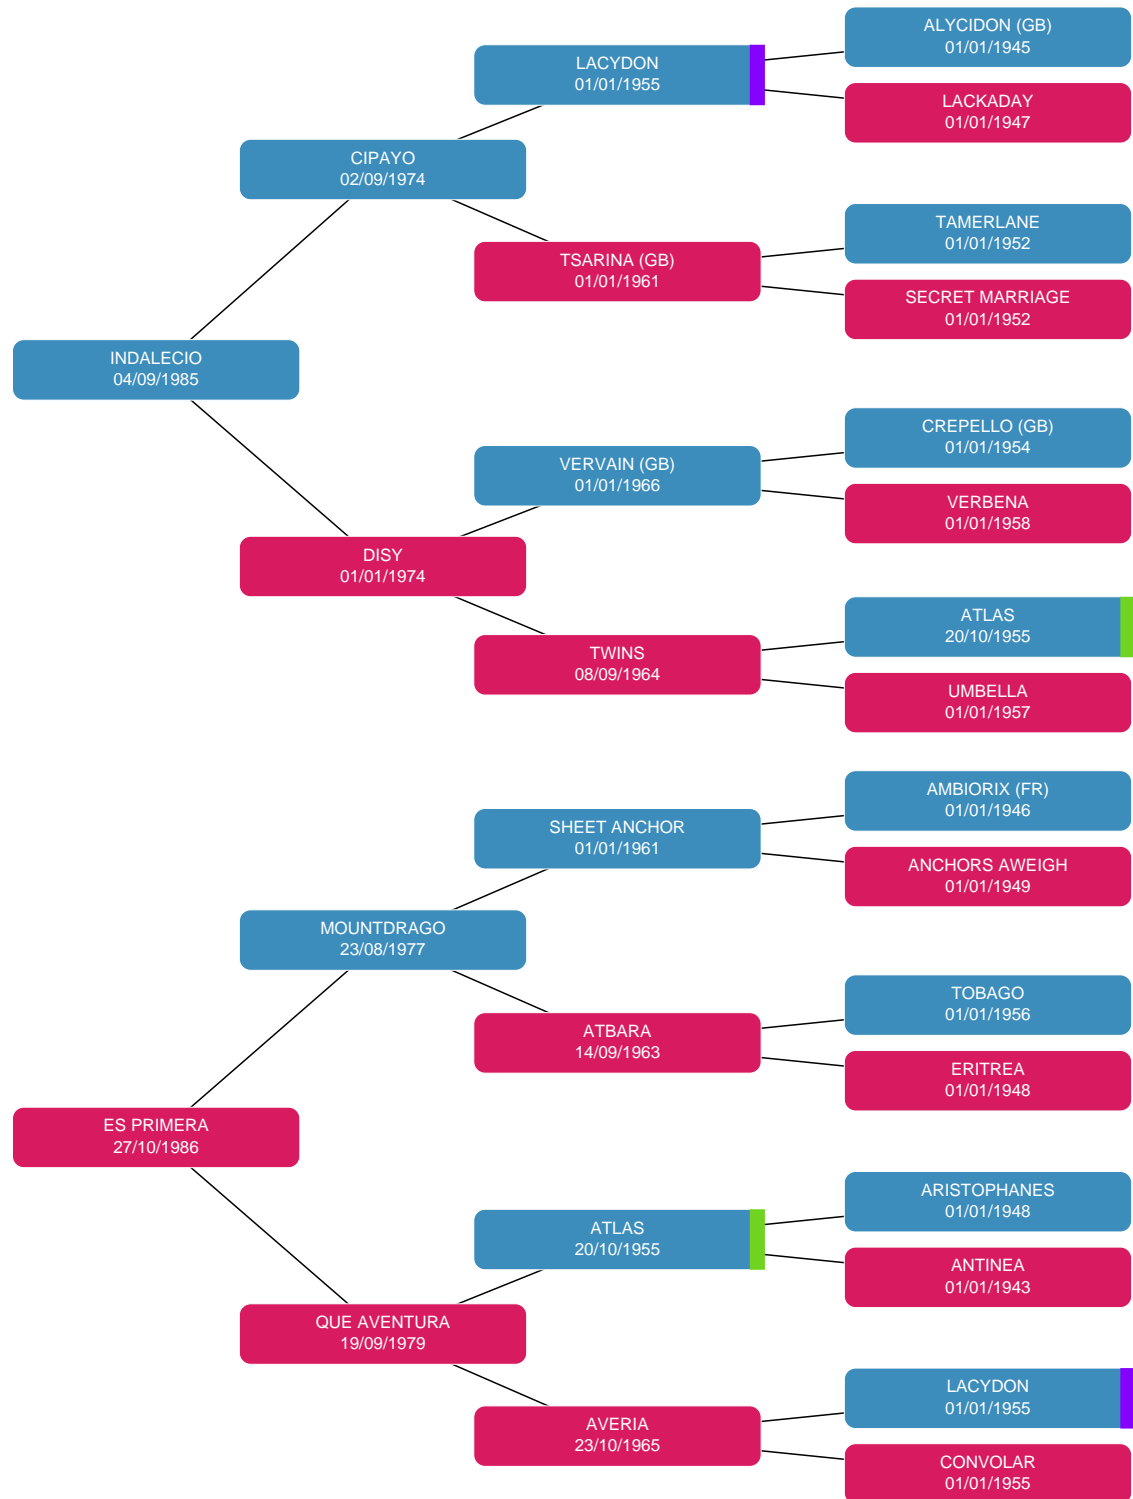 ALYCIDON (GB)
01/01/1945
LACYDON
01/01/1955
LACKADAY
01/01/1947
CIPAYO
02/09/1974
TAMERLANE
01/01/1952
TSARINA (GB)
01/01/1961
SECRET MARRIAGE
01/01/1952
INDALECIO
04/09/1985
CREPELLO (GB)
01/01/1954
VERVAIN (GB)
01/01/1966
VERBENA
01/01/1958
DISY
01/01/1974
ATLAS
20/10/1955
TWINS
08/09/1964
UMBELLA
01/01/1957
AMBIORIX (FR)
01/01/1946
SHEET ANCHOR
01/01/1961
ANCHORS AWEIGH
01/01/1949
MOUNTDRAGO
23/08/1977
TOBAGO
01/01/1956
ATBARA
14/09/1963
ERITREA
01/01/1948
ES PRIMERA
27/10/1986
ARISTOPHANES
01/01/1948
ATLAS
20/10/1955
ANTINEA
01/01/1943
QUE AVENTURA
19/09/1979
LACYDON
01/01/1955
AVERIA
23/10/1965
CONVOLAR
01/01/1955